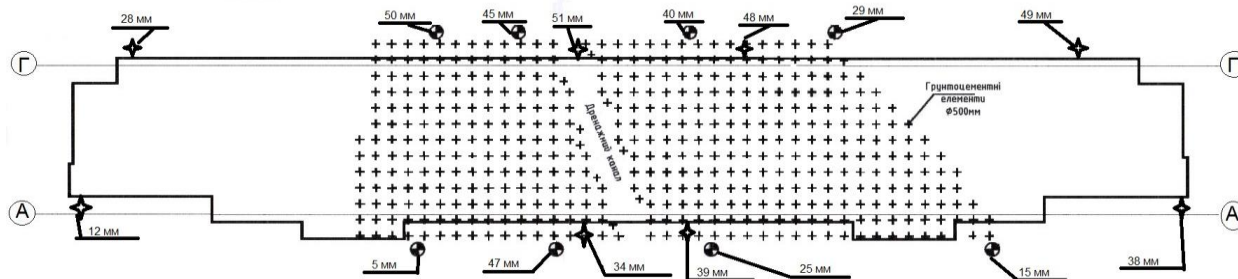 28 мм
50 мм
45 мм
51 мм
40 мм
48 мм
29 мм
49 мм
Г
Г
Грунтоцементні
елементи
Ф500мм
Дренажний канал
А
А
12 мм
5 мм
47 мм
34 мм
39 мм
25 мм
15 мм
38 мм